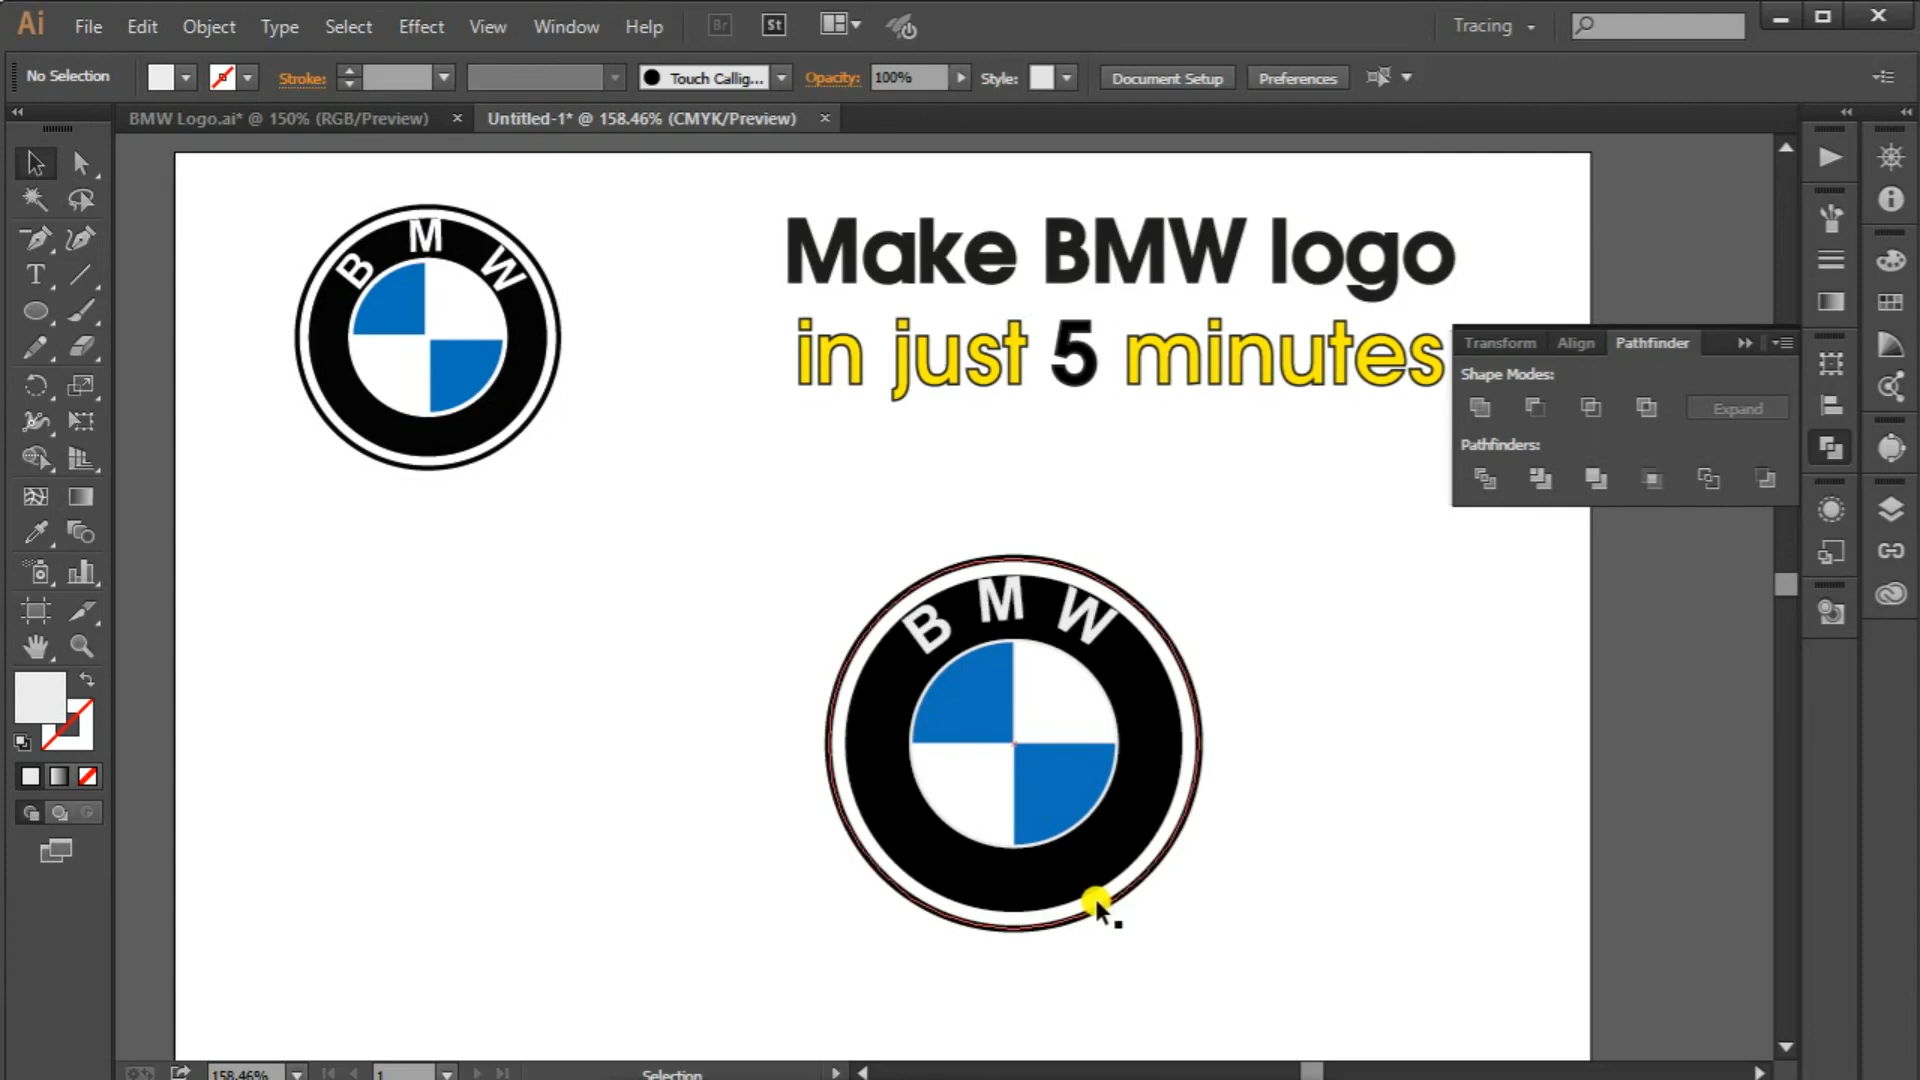 Ai File Edit Object Type Select Effect View Window Help Br St Tracing
No Selection Stroke: Touch Callig... Opacity: 100% Style: Document Setup Preferences
BMW Logo.ai* @ 150% (RGB/Preview) × Untitled-1* @ 158.46% (CMYK/Preview) ×
B M W
Make BMW logo
in just 5 minutes
Transform Align Pathfinder
Shape Modes:
Expand
Pathfinders:
B M W
158.46% 1 Selection